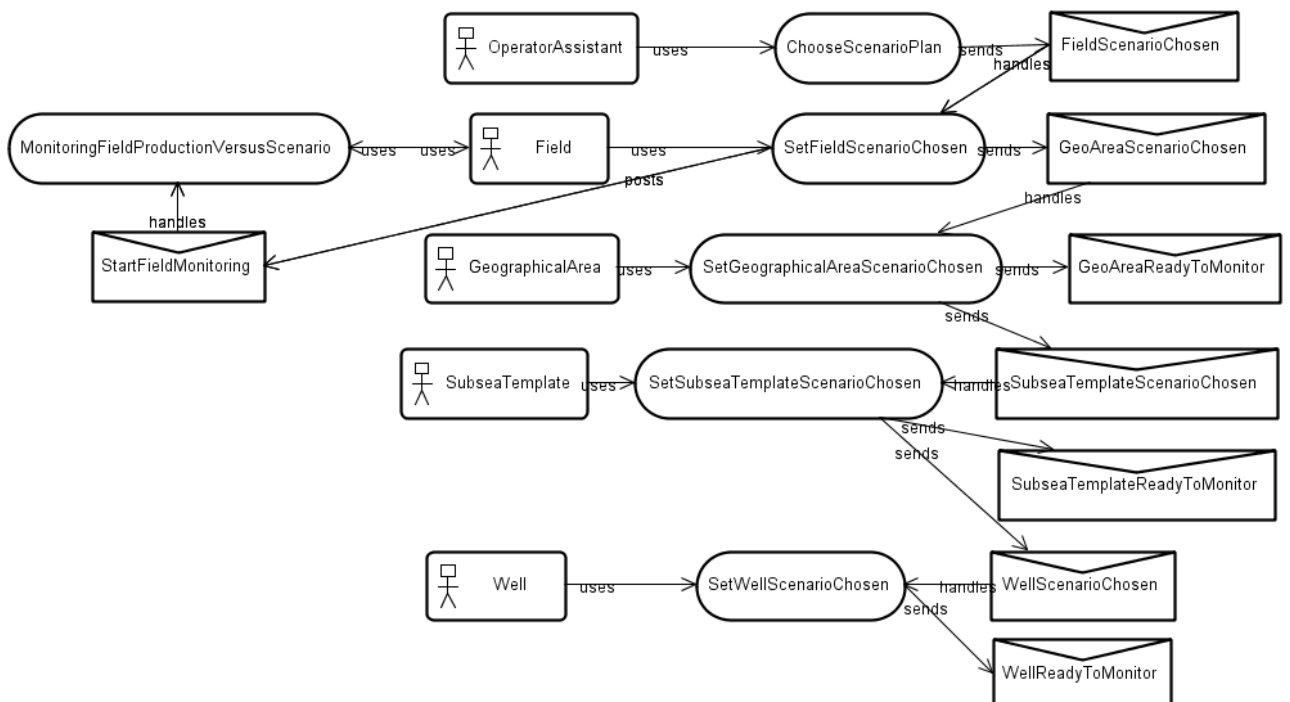 OperatorAssistant
uses
ChooseScenarioPlan
sends
FieldScenarioChosen
handles
MonitoringFieldProductionVersusScenario
uses
uses
Field
uses
SetFieldScenarioChosen
sends
GeoAreaScenarioChosen
posts
handles
handles
StartFieldMonitoring
GeographicalArea
uses
SetGeographicalAreaScenarioChosen
sends
GeoAreaReadyToMonitor
sends
SubseaTemplate
uses
SetSubseaTemplateScenarioChosen
handles
SubseaTemplateScenarioChosen
sends
sends
SubseaTemplateReadyToMonitor
Well
uses
SetWellScenarioChosen
handles
WellScenarioChosen
sends
WellReadyToMonitor